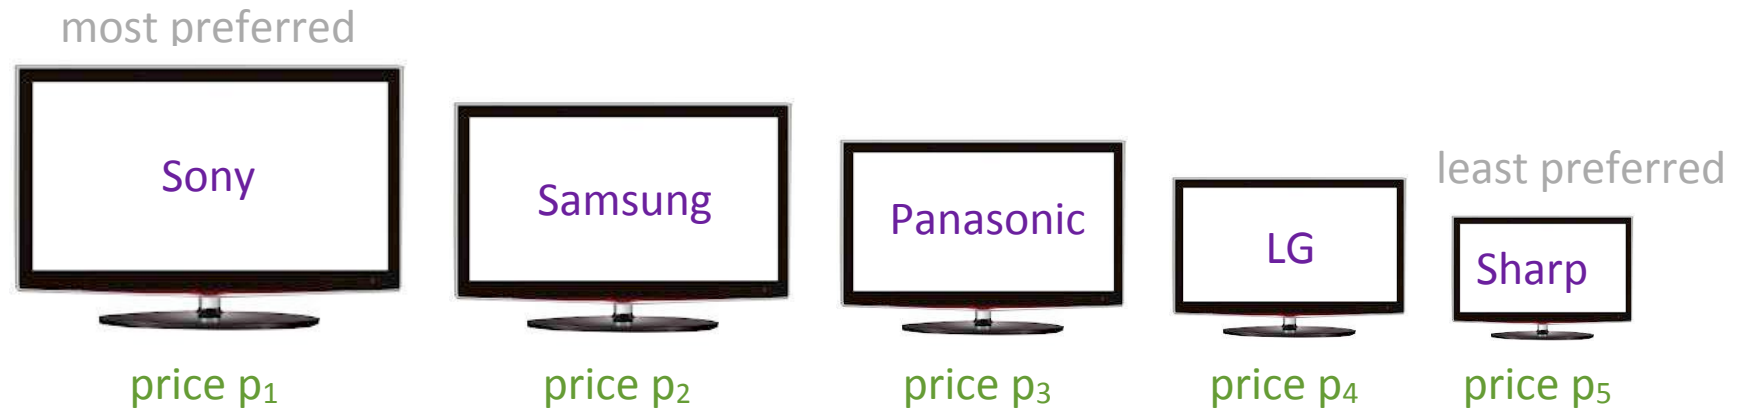 most preferred
Sony
Samsung
Panasonic
LG
least preferred
Sharp
price p₁
price p₂
price p₃
price p₄
price p₅